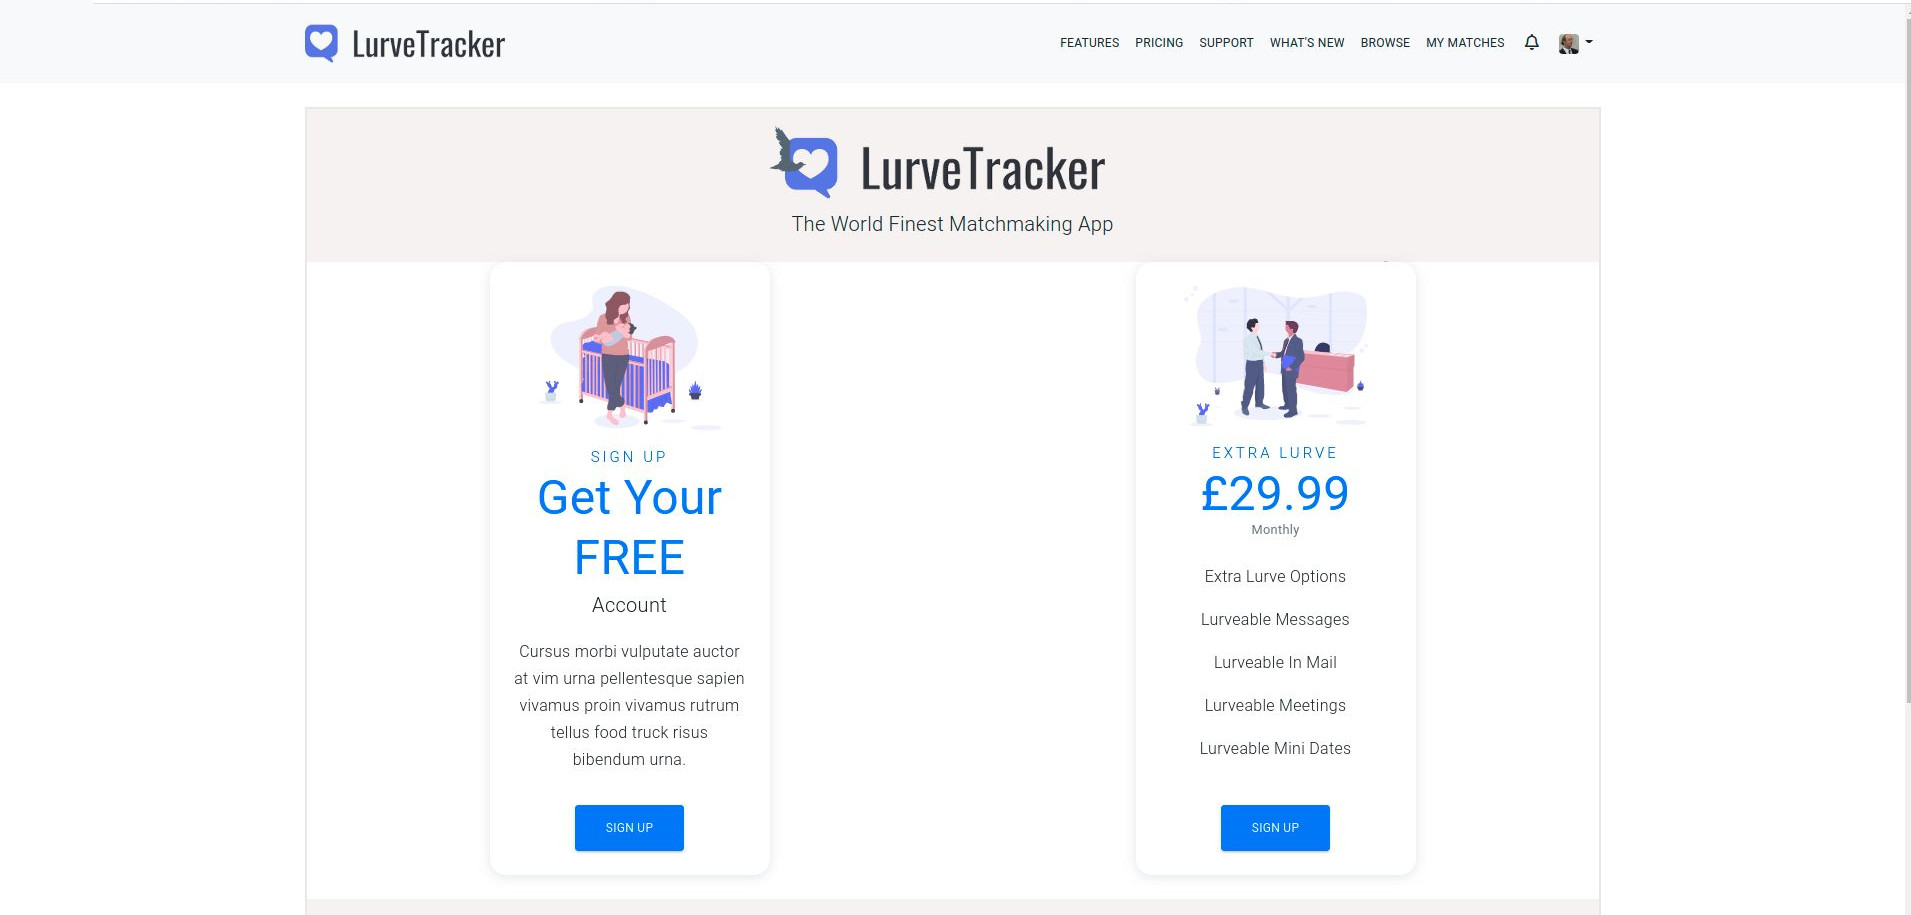 LurveTracker
FEATURES PRICING SUPPORT WHAT'S NEW BROWSE MY MATCHES
LurveTracker
The World Finest Matchmaking App
SIGN UP
Get Your
FREE
Account
Cursus morbi vulputate auctor
at vim urna pellentesque sapien
vivamus proin vivamus rutrum
tellus food truck risus
bibendum urna.
SIGN UP
EXTRA LURVE
£29.99
Monthly
Extra Lurve Options
Lurveable Messages
Lurveable In Mail
Lurveable Meetings
Lurveable Mini Dates
SIGN UP